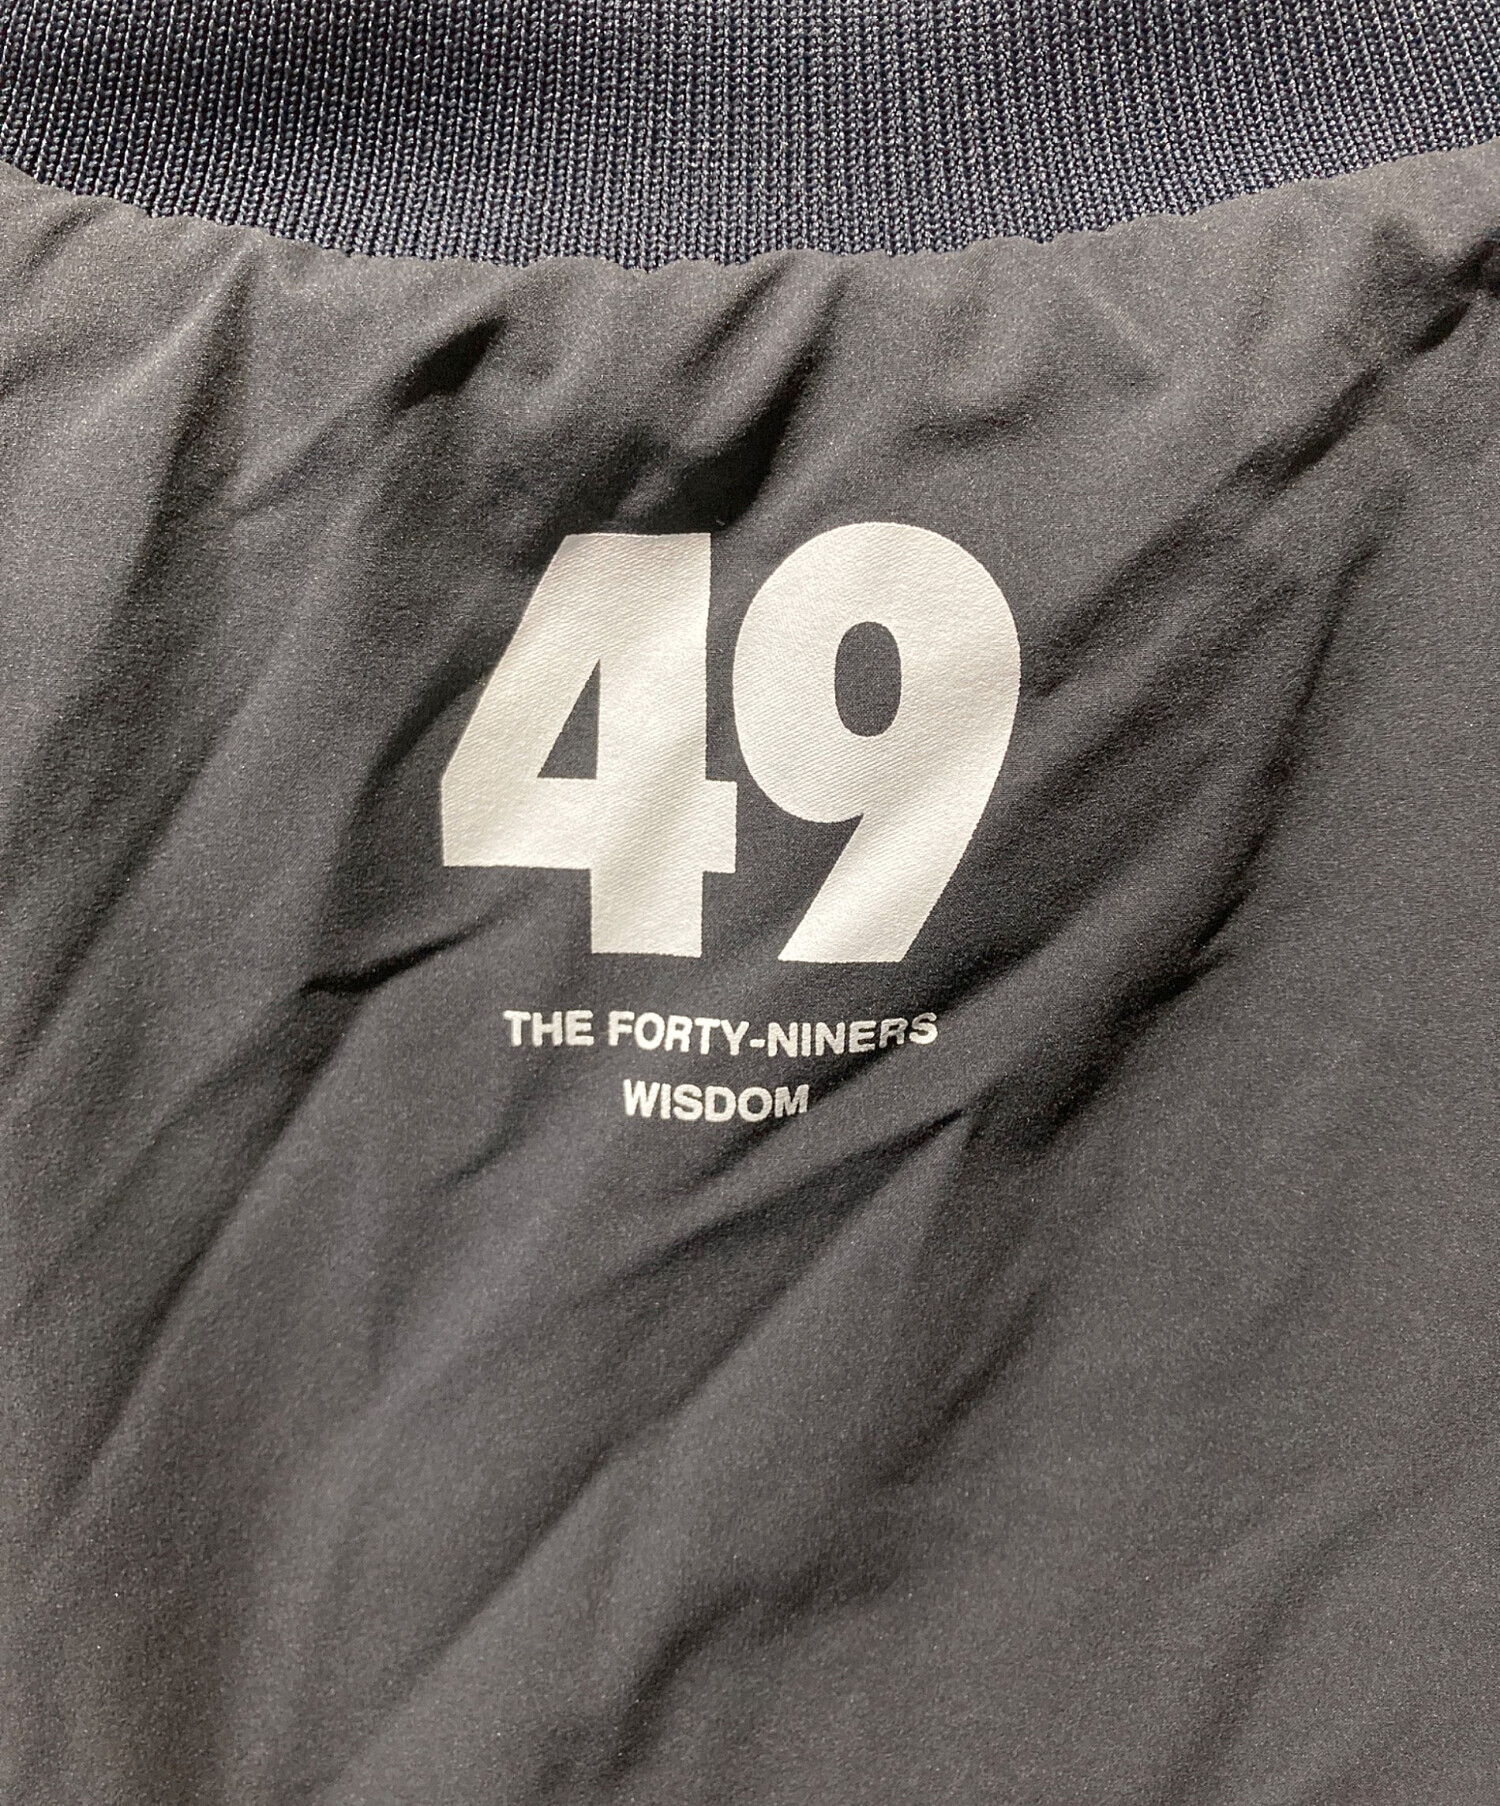 49
THE FORTY-NINERS
WISDOM